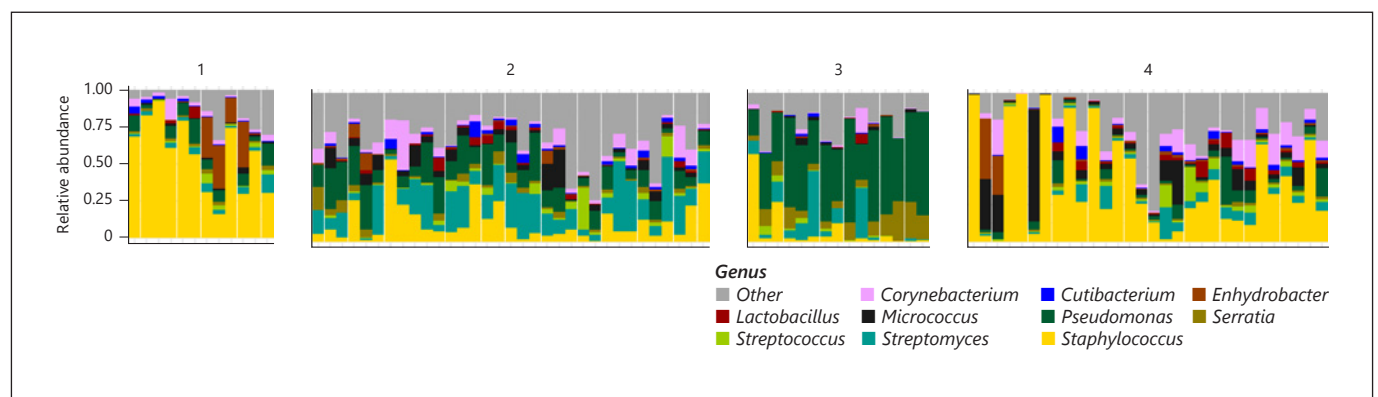 1 2 3 4
Relative abundance
1.00
0.75
0.50
0.25
0
Genus
Other Corynebacterium Cutibacterium Enhydrobacter
Lactobacillus Micrococcus Pseudomonas Serratia
Streptococcus Streptomyces Staphylococcus